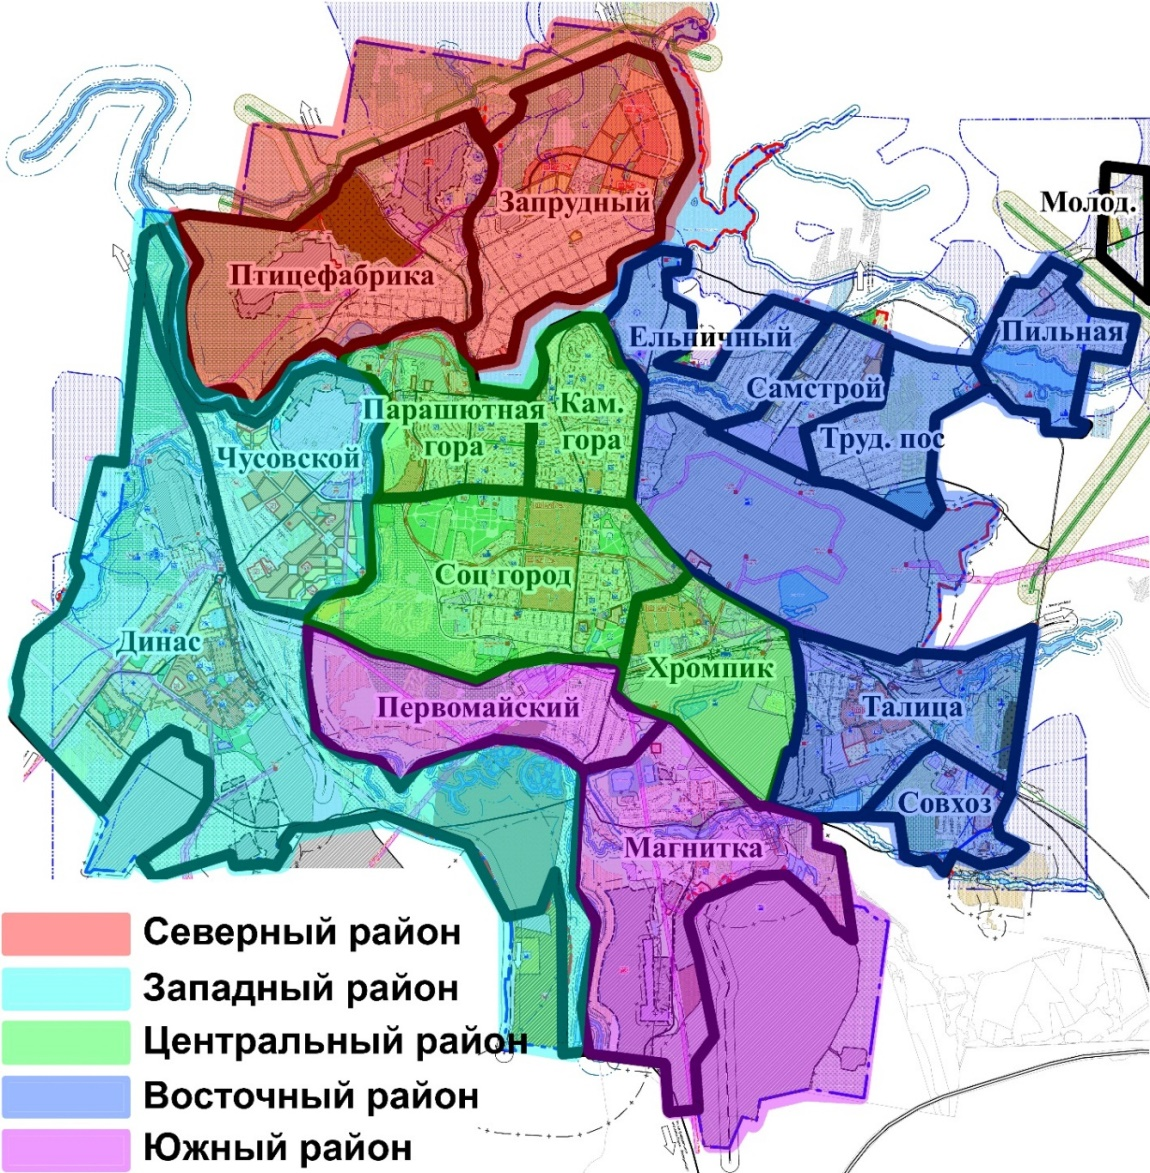 Молод.
Запрудный
Птицефабрика
Ельничный
Пильная
Самстрой
Парашютная
гора
Кам.
гора
Труд. пос
Чусовской
Соц город
Динас
Хромпик
Первомайский
Талица
Совхоз
Магнитка
Северный район
Западный район
Центральный район
Восточный район
Южный район